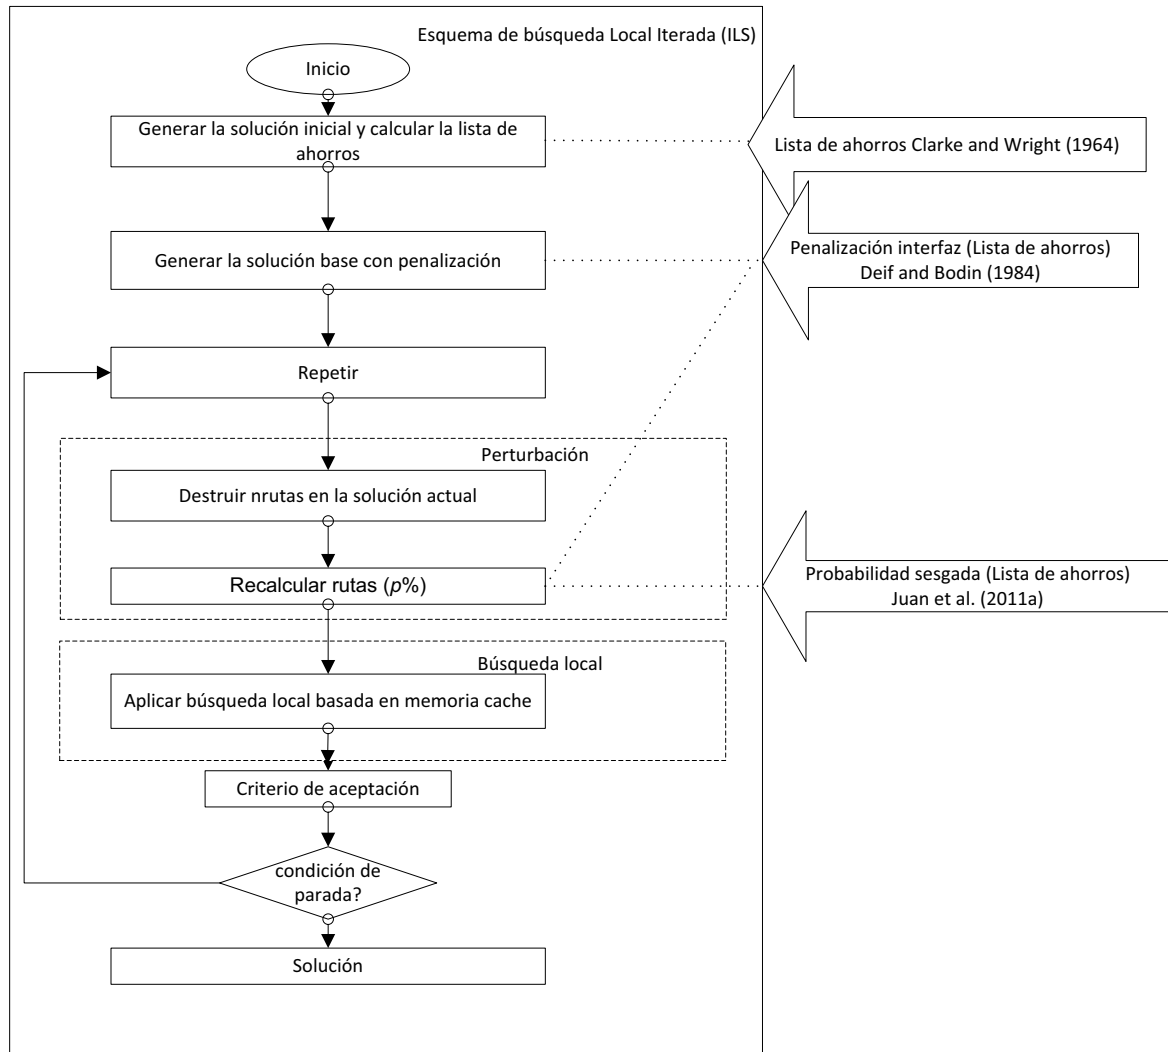 Esquema de búsqueda Local Iterada (ILS)
Inicio
Generar la solución inicial y calcular la lista de
ahorros
Lista de ahorros Clarke and Wright (1964)
Generar la solución base con penalización
Penalización interfaz (Lista de ahorros)
Deif and Bodin (1984)
Repetir
Perturbación
Destruir nrutas en la solución actual
Recalcular rutas (p%)
Probabilidad sesgada (Lista de ahorros)
Juan et al. (2011a)
Búsqueda local
Aplicar búsqueda local basada en memoria cache
Criterio de aceptación
condición de
parada?
Solución